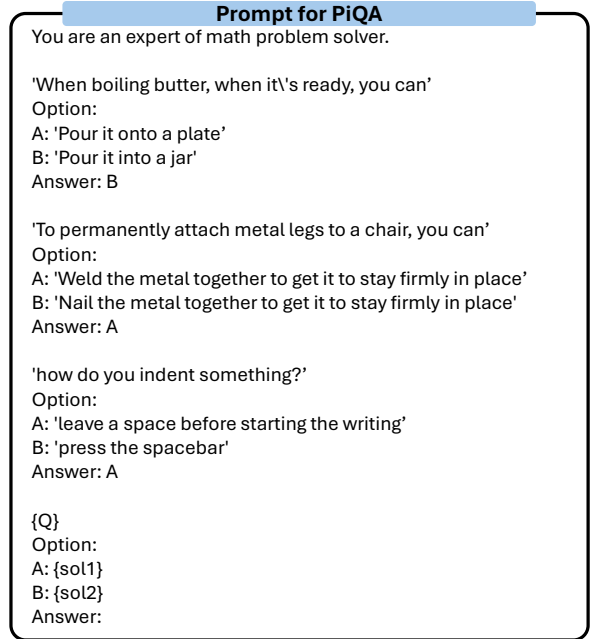 Prompt for PiQA
You are an expert of math problem solver.
'When boiling butter, when it\'s ready, you can’
Option:
A: 'Pour it onto a plate’
B: 'Pour it into a jar'
Answer: B
'To permanently attach metal legs to a chair, you can’
Option:
A: 'Weld the metal together to get it to stay firmly in place’
B: 'Nail the metal together to get it to stay firmly in place'
Answer: A
'how do you indent something?’
Option:
A: 'leave a space before starting the writing’
B: 'press the spacebar'
Answer: A
{Q}
Option:
A: {sol1}
B: {sol2}
Answer: